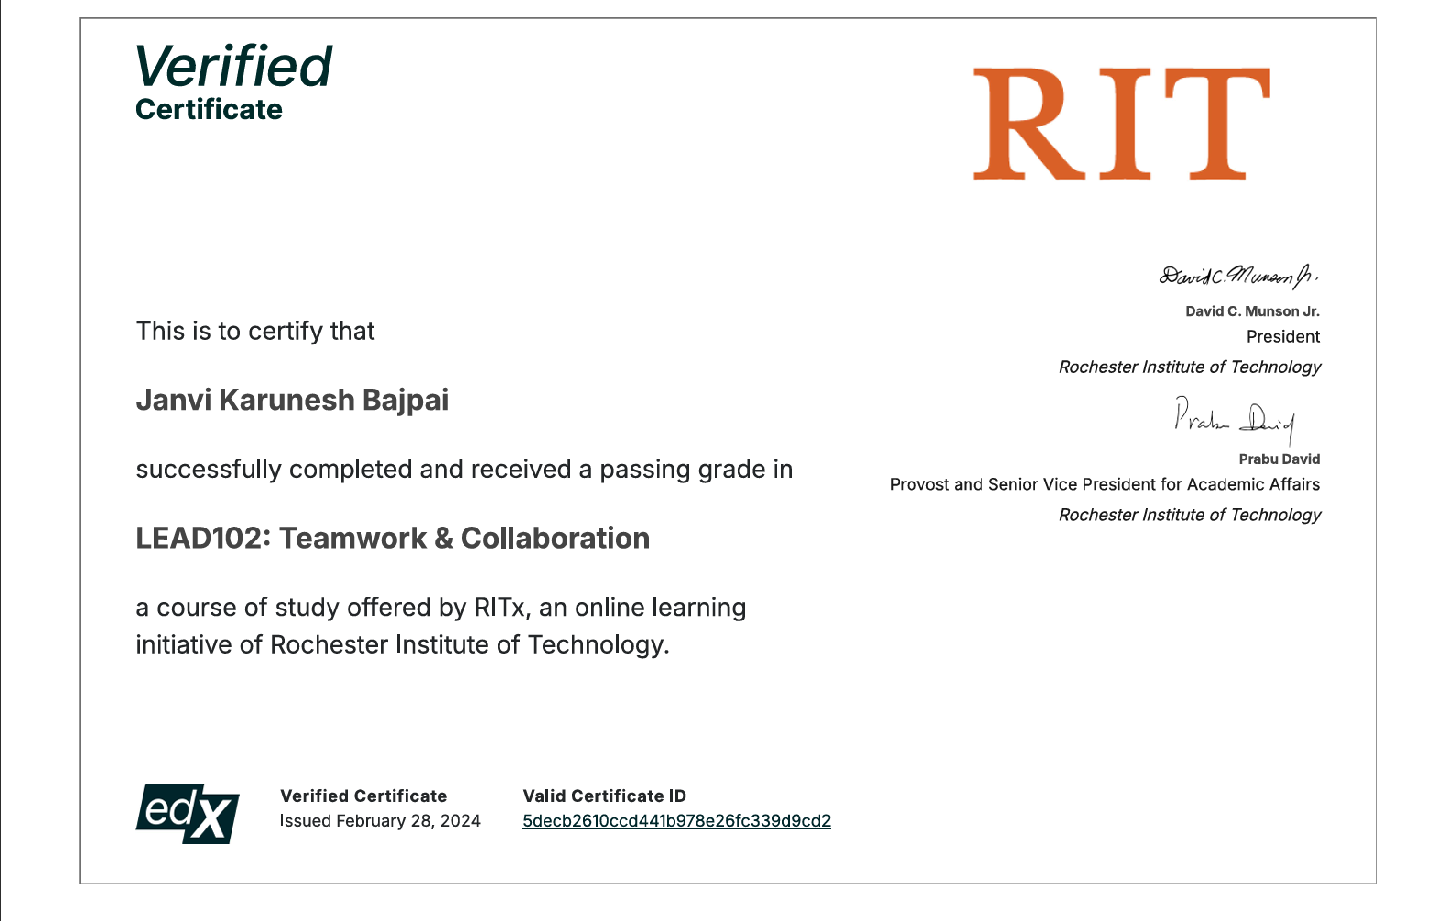 Verified
Certificate
RIT
This is to certify that
Janvi Karunesh Bajpai
successfully completed and received a passing grade in
LEAD102: Teamwork & Collaboration
a course of study offered by RITx, an online learning
initiative of Rochester Institute of Technology.
David C. Munson Jr.
David C. Munson Jr.
President
Rochester Institute of Technology
Prabu David
Prabu David
Provost and Senior Vice President for Academic Affairs
Rochester Institute of Technology
edX
Verified Certificate
Issued February 28, 2024
Valid Certificate ID
5decb2610ccd441b978e26fc339d9cd2